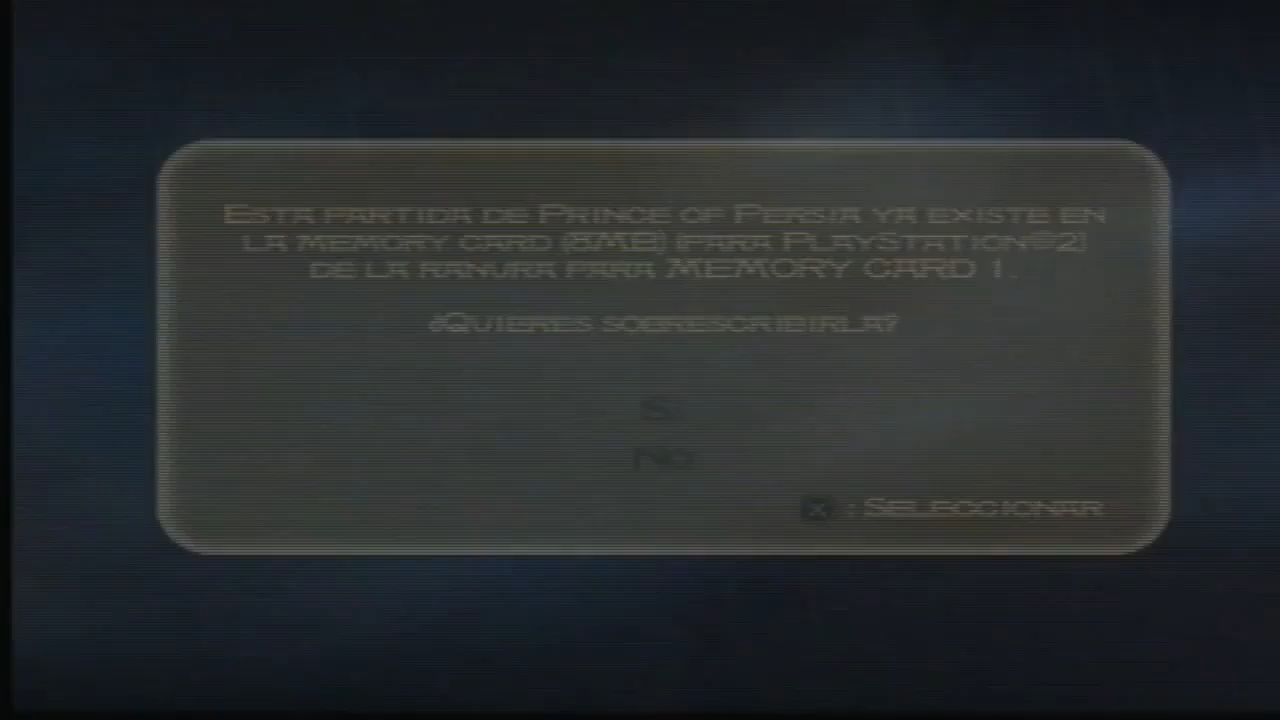 Esta partida de Prince of Persia ya existe en
la memory card (8MB) (para PlayStation®2)
de la ranura para MEMORY CARD 1.
¿Quieres sobrescribirla?
Sí
No
X : Seleccionar